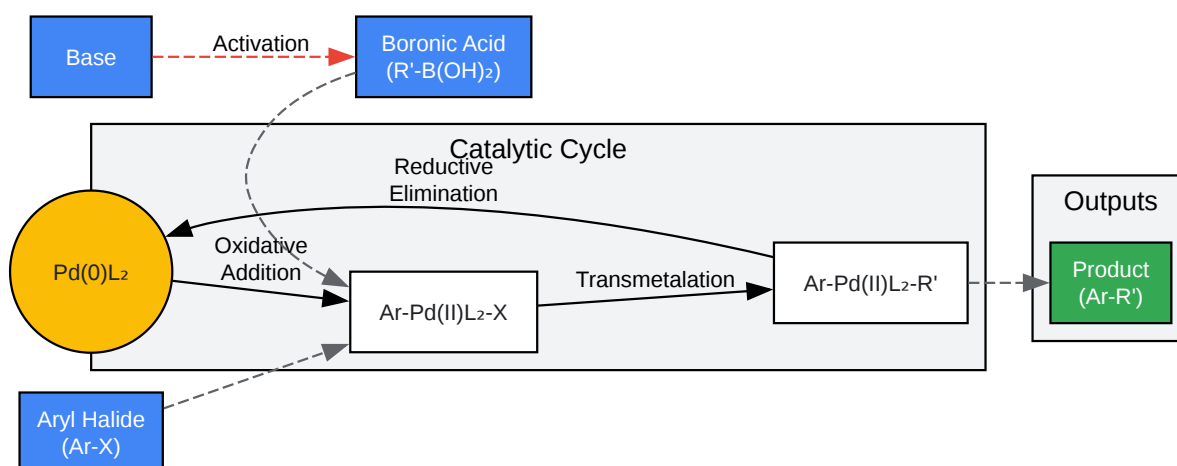 Base
Activation
Boronic Acid
(R'-B(OH)₂)
Catalytic Cycle
Reductive
Elimination
Outputs
Pd(0)L₂
Oxidative
Addition
Ar-Pd(II)L₂-X
Transmetalation
Ar-Pd(II)L₂-R'
Product
(Ar-R')
Aryl Halide
(Ar-X)